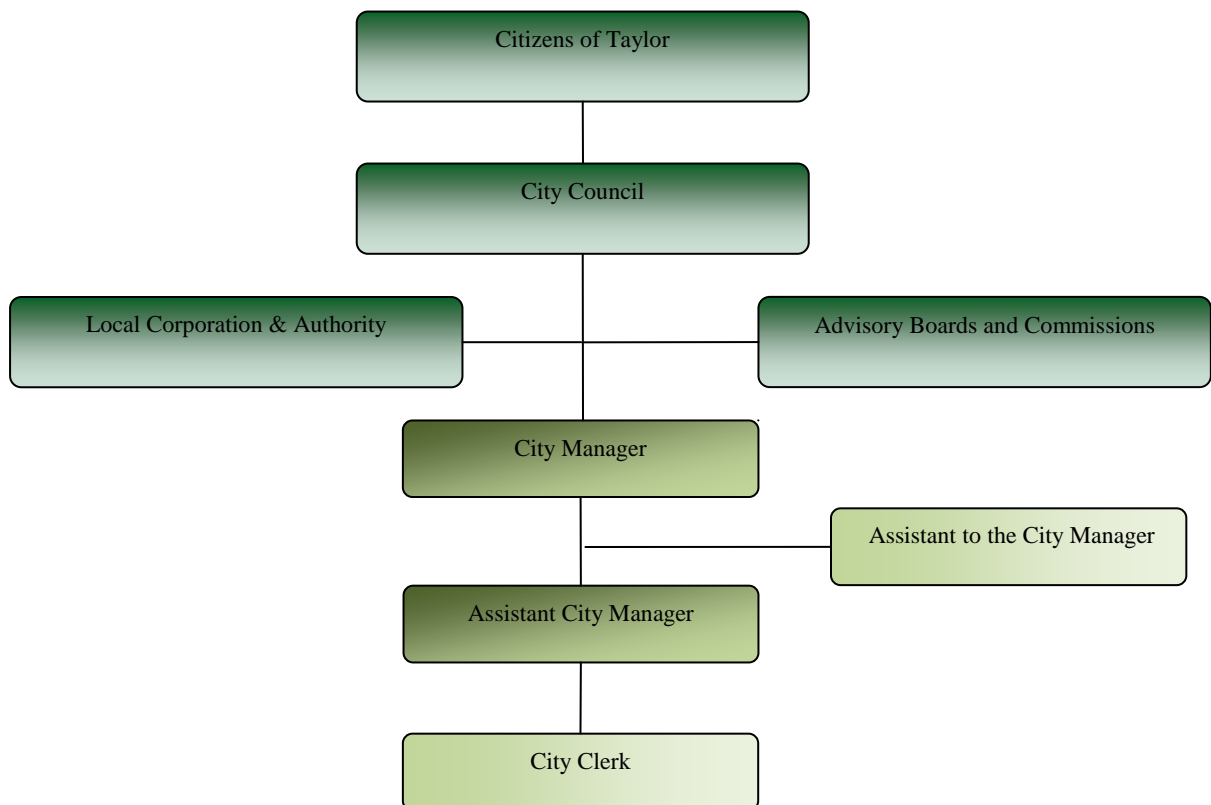 Citizens of Taylor
City Council
Local Corporation & Authority
Advisory Boards and Commissions
City Manager
Assistant to the City Manager
Assistant City Manager
City Clerk